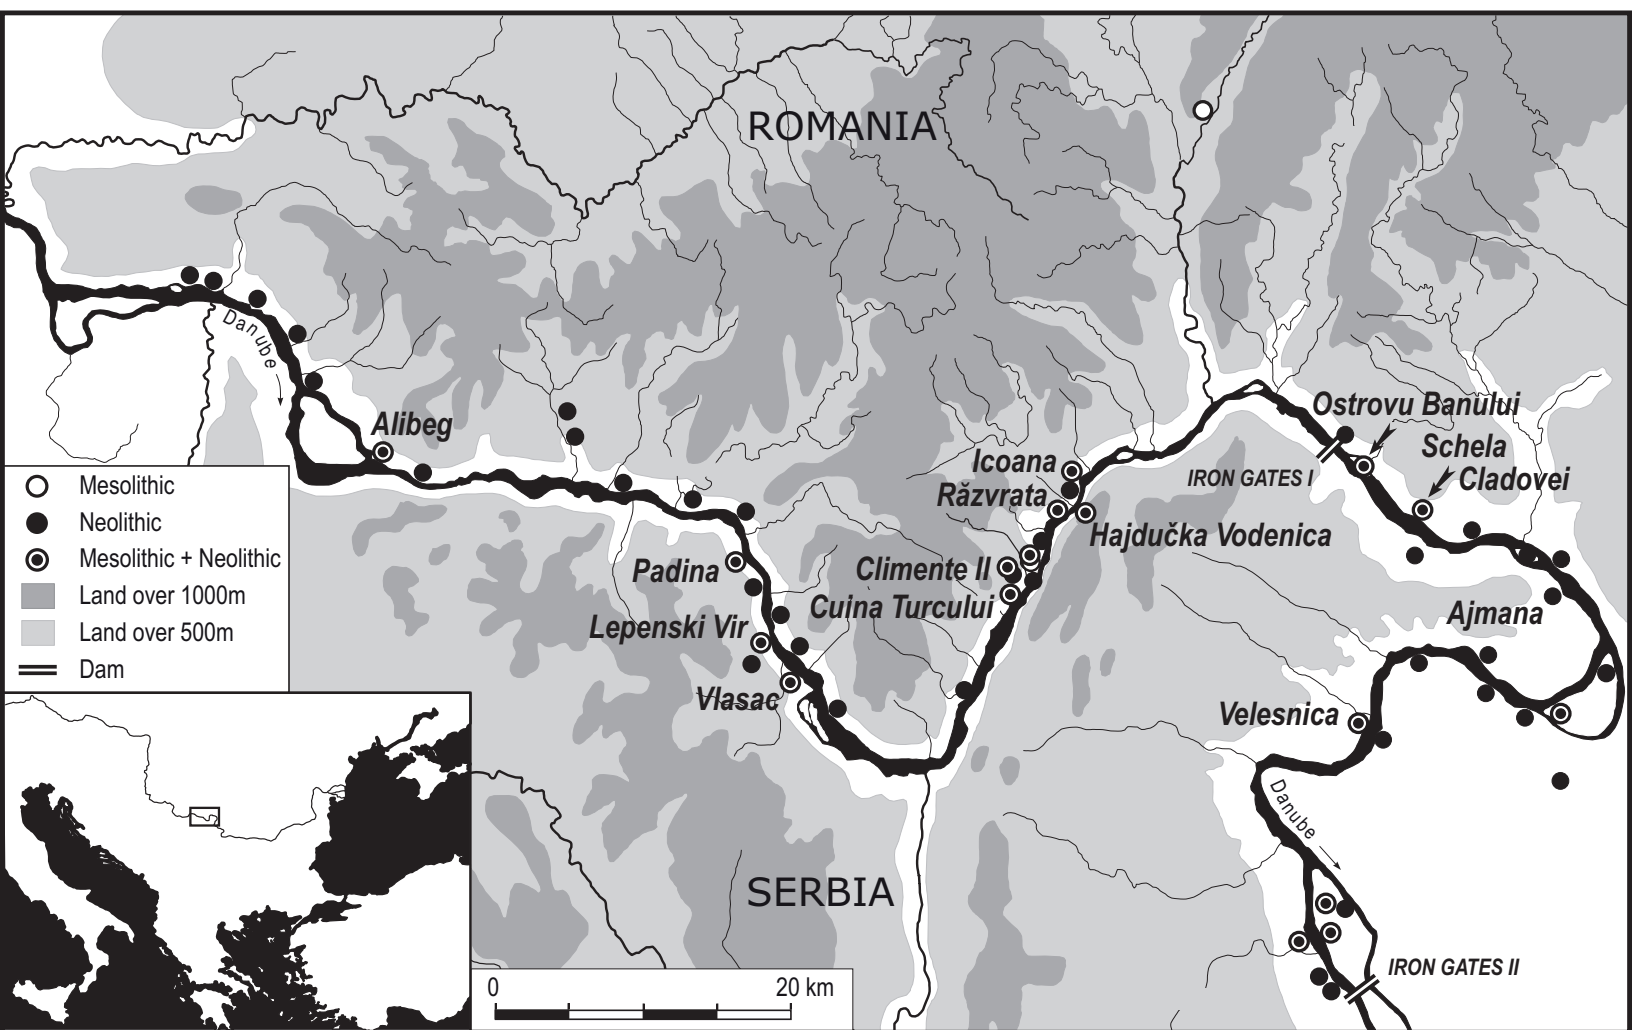 ROMANIA
Danube
Alibeg
Ostrovu Banului
Schela
Cladovei
Icoana
Răzvrata
IRON GATES I
Hajdučka Vodenica
Mesolithic
Neolithic
Mesolithic + Neolithic
Land over 1000m
Land over 500m
Dam
Padina
Climente II
Cuina Turcului
Lepenski Vir
Ajmana
Vlasac
Velesnica
Danube
SERBIA
IRON GATES II
0 20 km